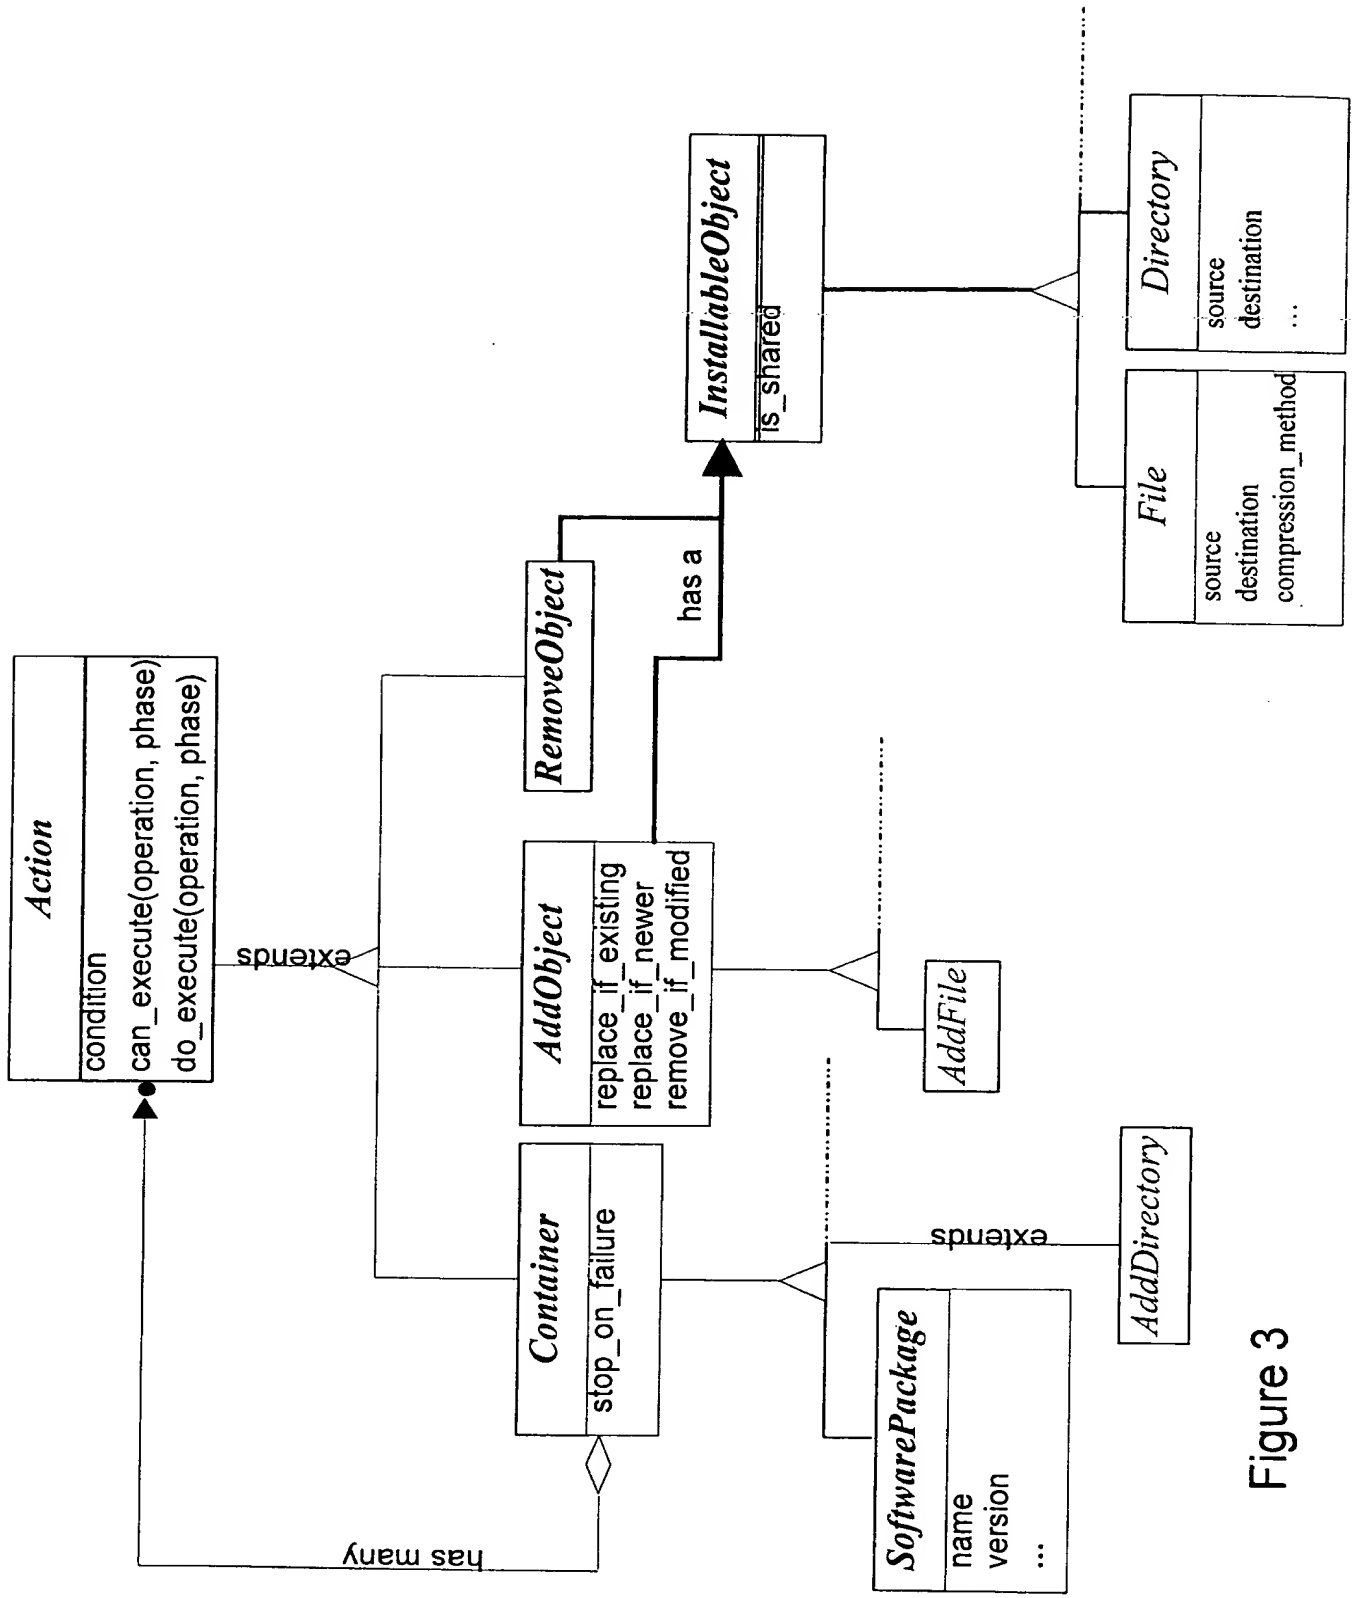 Action
condition
can_execute(operation, phase)
do_execute(operation, phase)
has many
extends
Container
stop_on_failure
AddObject
replace_if_existing
replace_if_newer
remove_if_modified
RemoveObject
has a
InstallableObject
is_shared
SoftwarePackage
name
version
...
extends
AddDirectory
AddFile
File
source
destination
compression_method
Directory
source
destination
...
Figure 3